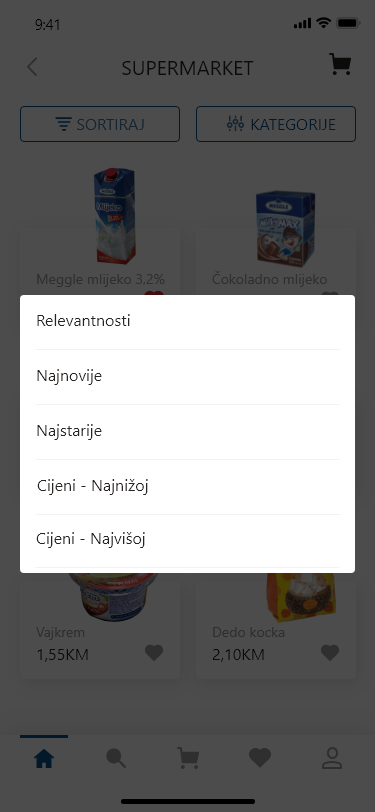 9:41
SUPERMARKET
SORTIRAJ
KATEGORIJE
Meggle mlijeko 3,2%
Čokoladno mlijeko
Relevantnosti
Najnovije
Najstarije
Cijeni - Najnižoj
Cijeni - Najvišoj
Vajkrem
Dedo kocka
1,55KM
2,10KM